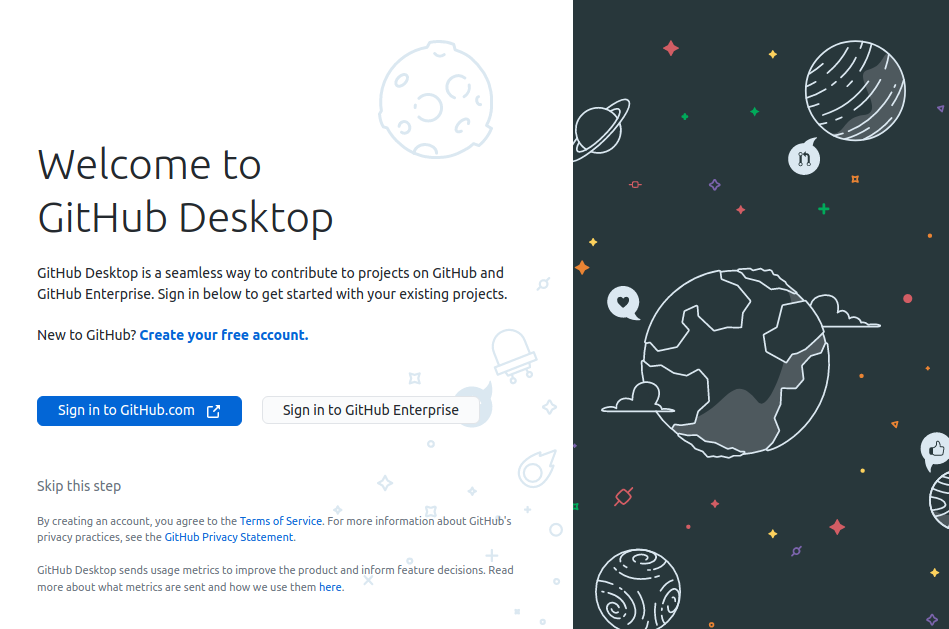 Welcome to
GitHub Desktop
GitHub Desktop is a seamless way to contribute to projects on GitHub and
GitHub Enterprise. Sign in below to get started with your existing projects.
New to GitHub? Create your free account.
Sign in to GitHub.com
Sign in to GitHub Enterprise
Skip this step
By creating an account, you agree to the Terms of Service. For more information about GitHub's
privacy practices, see the GitHub Privacy Statement.
GitHub Desktop sends usage metrics to improve the product and inform feature decisions. Read
more about what metrics are sent and how we use them here.